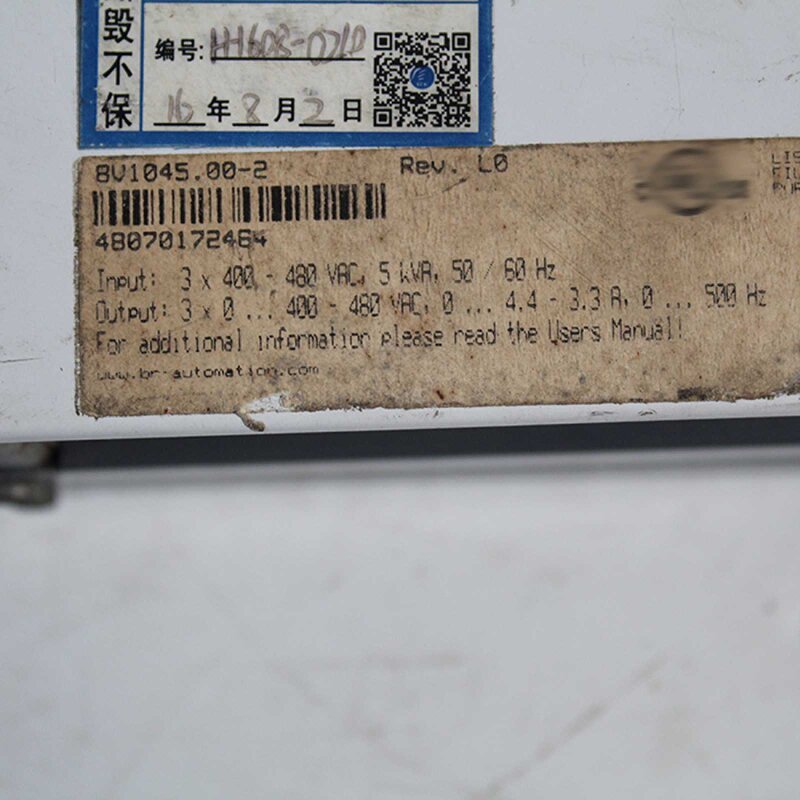 毁不保
编号:
16年8月2日
8V1045.00-2 Rev. L0
48070172464
Input: 3 x 400 - 480 VAC, 5 kVA, 50 / 60 Hz
Output: 3 x 0 ... 400 - 480 VAC, 0 ... 4.4 - 3.3 A, 0 ... 500 Hz
For additional information please read the Users Manual!
www.br-automation.com